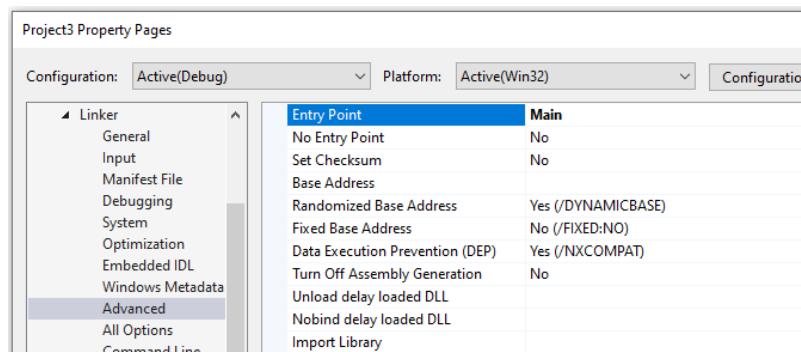 Project3 Property Pages
Configuration: Active(Debug) Platform: Active(Win32) Configuratio
Linker
General
Input
Manifest File
Debugging
System
Optimization
Embedded IDL
Windows Metadata
Advanced
All Options
Command Line
Entry Point Main
No Entry Point No
Set Checksum No
Base Address
Randomized Base Address Yes (/DYNAMICBASE)
Fixed Base Address No (/FIXED:NO)
Data Execution Prevention (DEP) Yes (/NXCOMPAT)
Turn Off Assembly Generation No
Unload delay loaded DLL
Nobind delay loaded DLL
Import Library